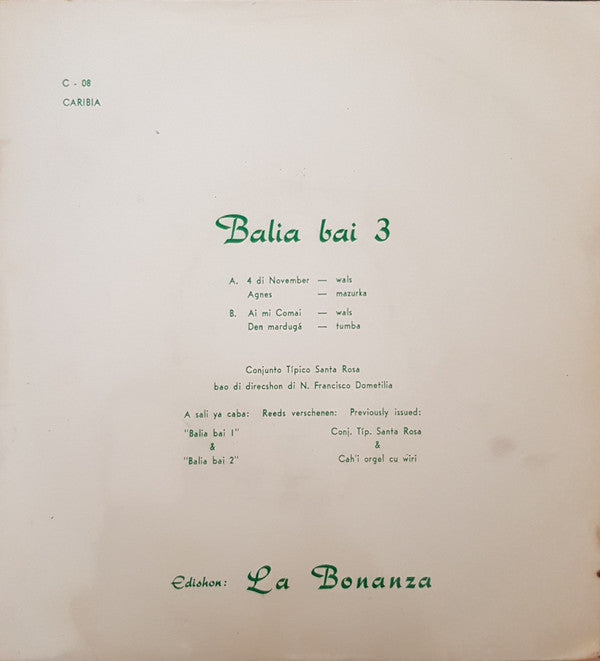 C - 08
CARIBIA
Balia bai 3
A. 4 di November — wals
Agnes — mazurka
B. Ai mi Comai — wals
Den mardugá — tumba
Conjunto Típico Santa Rosa
bao di direcshon di N. Francisco Dometilia
A sali ya caba: Reeds verschenen: Previously issued:
"Balia bai 1" Conj. Típ. Santa Rosa
& &
"Balia bai 2" Cah'i orgel cu wiri
Edishon: La Bonanza